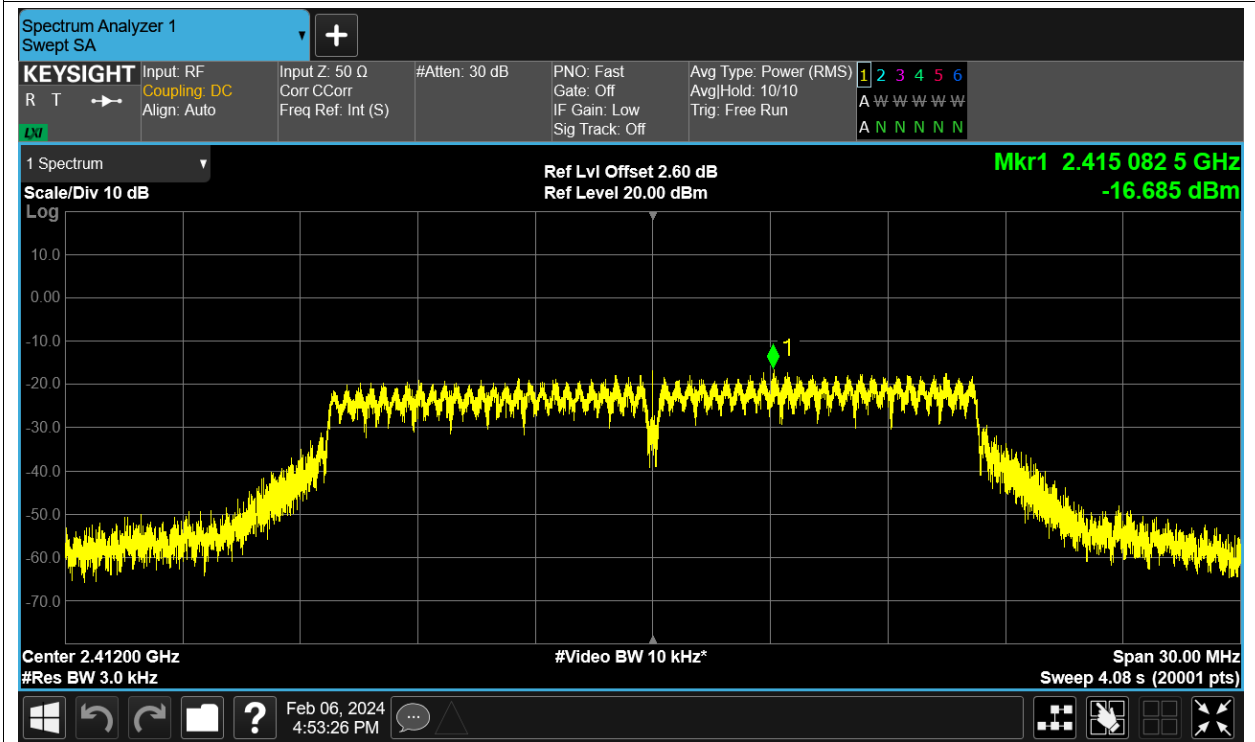 Spectrum Analyzer 1
Swept SA
KEYSIGHT
R T
LXI
Input: RF
Coupling: DC
Align: Auto
Input Z: 50 Ω
Corr CCorr
Freq Ref: Int (S)
#Atten: 30 dB
PNO: Fast
Gate: Off
IF Gain: Low
Sig Track: Off
Avg Type: Power (RMS)
Avg|Hold: 10/10
Trig: Free Run
1 2 3 4 5 6
A W W W W W
A N N N N N
1 Spectrum
Scale/Div 10 dB
Log
Ref Lvl Offset 2.60 dB
Ref Level 20.00 dBm
Mkr1 2.415 082 5 GHz
-16.685 dBm
10.0
0.00
-10.0
-20.0
-30.0
-40.0
-50.0
-60.0
-70.0
1
Center 2.41200 GHz
#Res BW 3.0 kHz
#Video BW 10 kHz*
Span 30.00 MHz
Sweep 4.08 s (20001 pts)
?
Feb 06, 2024
4:53:26 PM